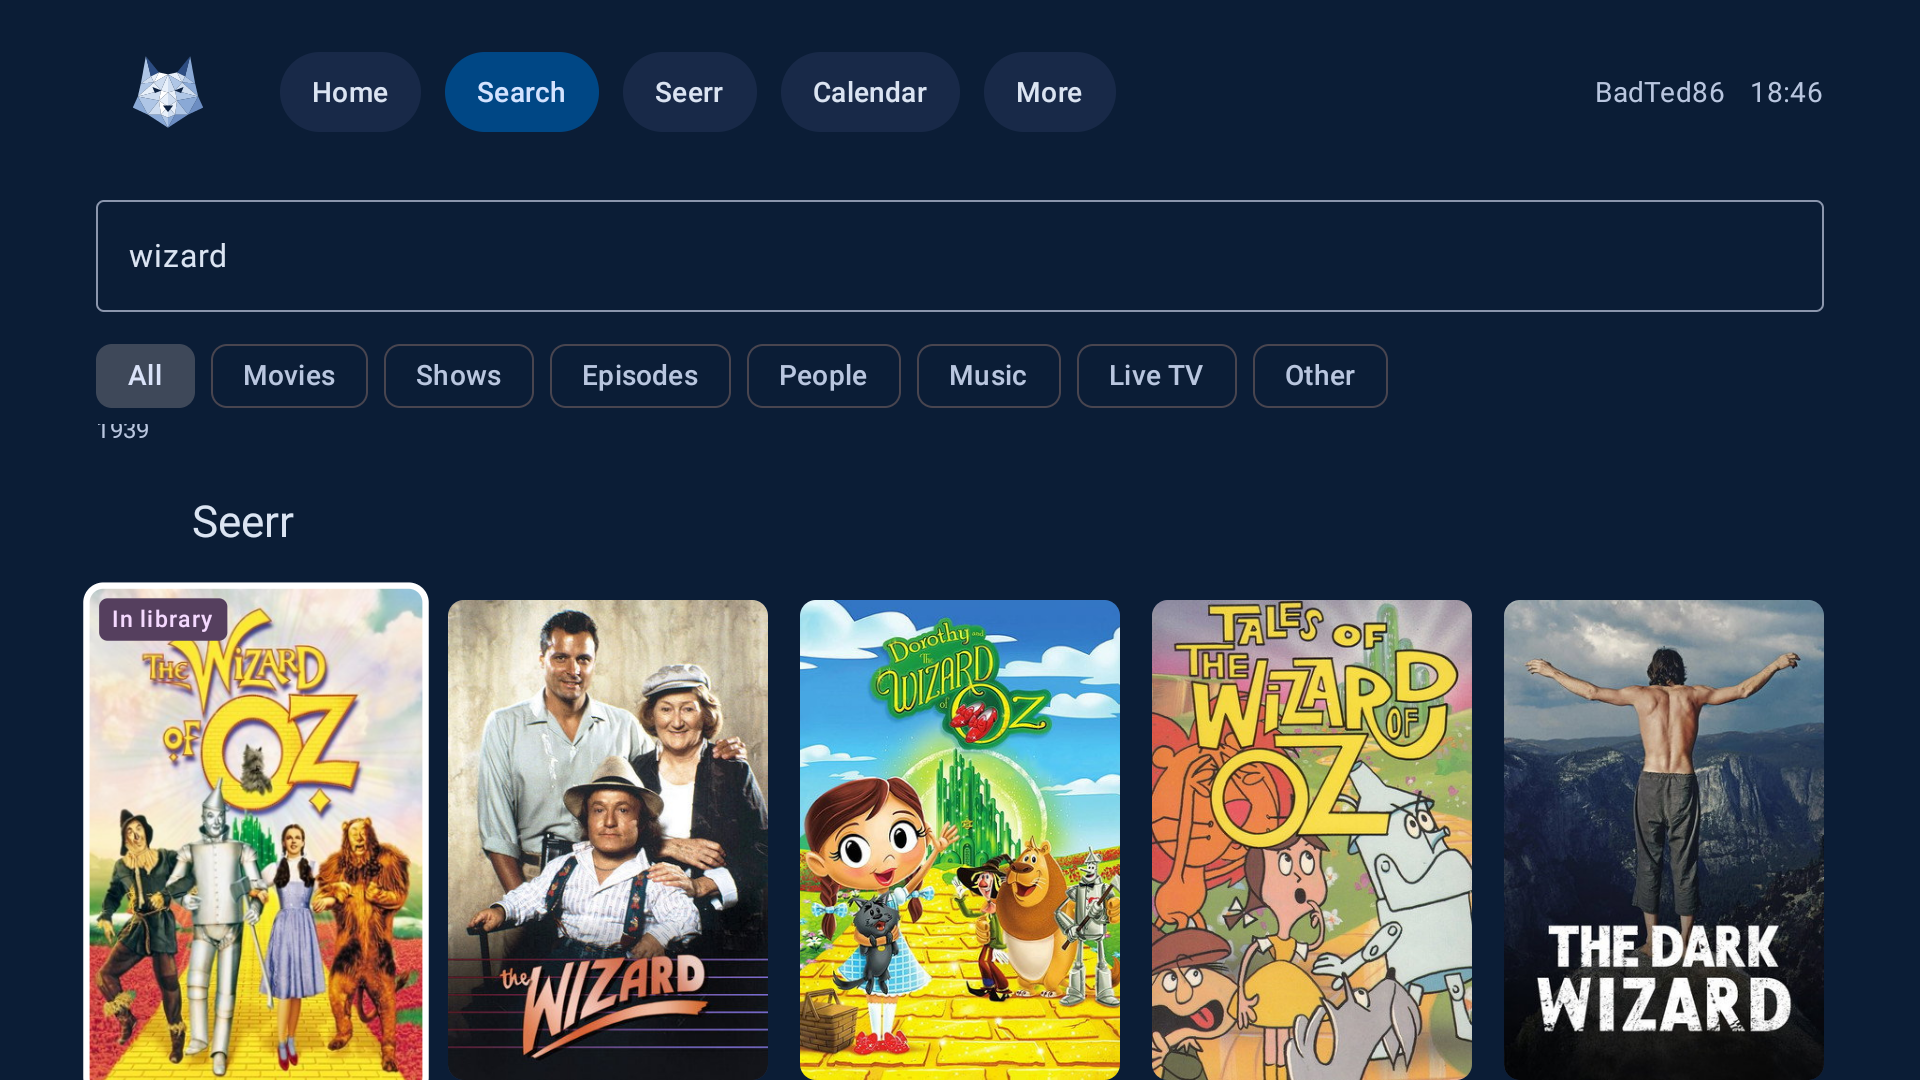 Home
Search
Seerr
Calendar
More
BadTed86
18:46
wizard
All
Movies
Shows
Episodes
People
Music
Live TV
Other
1939
Seerr
In library
THE WIZARD
OF OZ
the
WIZARD
Dorothy and
The
WIZARD
of OZ
TALES OF
THE
WIZARD
OF
OZ
THE DARK
WIZARD